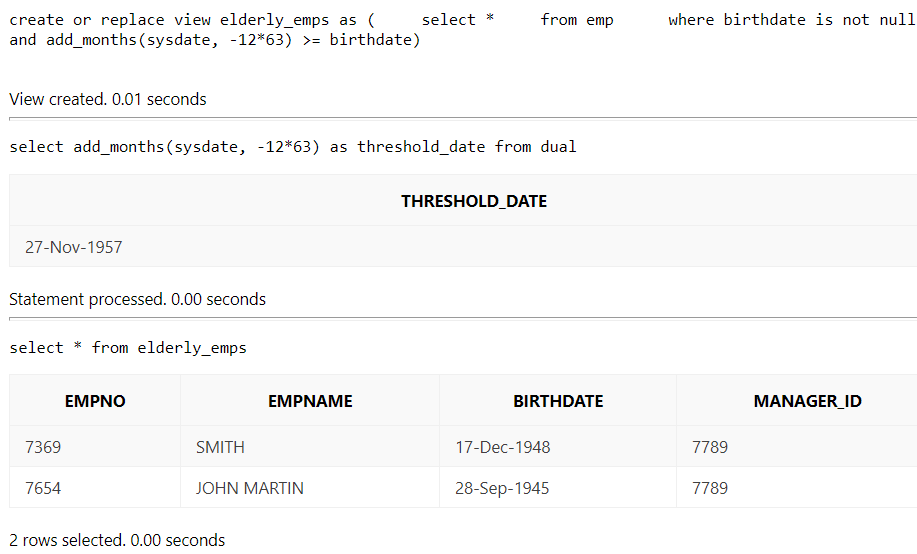 create or replace view elderly_emps as (     select *     from emp      where birthdate is not null
and add_months(sysdate, -12*63) >= birthdate)
View created. 0.01 seconds
select add_months(sysdate, -12*63) as threshold_date from dual
THRESHOLD_DATE
27-Nov-1957
Statement processed. 0.00 seconds
select * from elderly_emps
EMPNO EMPNAME BIRTHDATE MANAGER_ID
7369 SMITH 17-Dec-1948 7789
7654 JOHN MARTIN 28-Sep-1945 7789
2 rows selected. 0.00 seconds